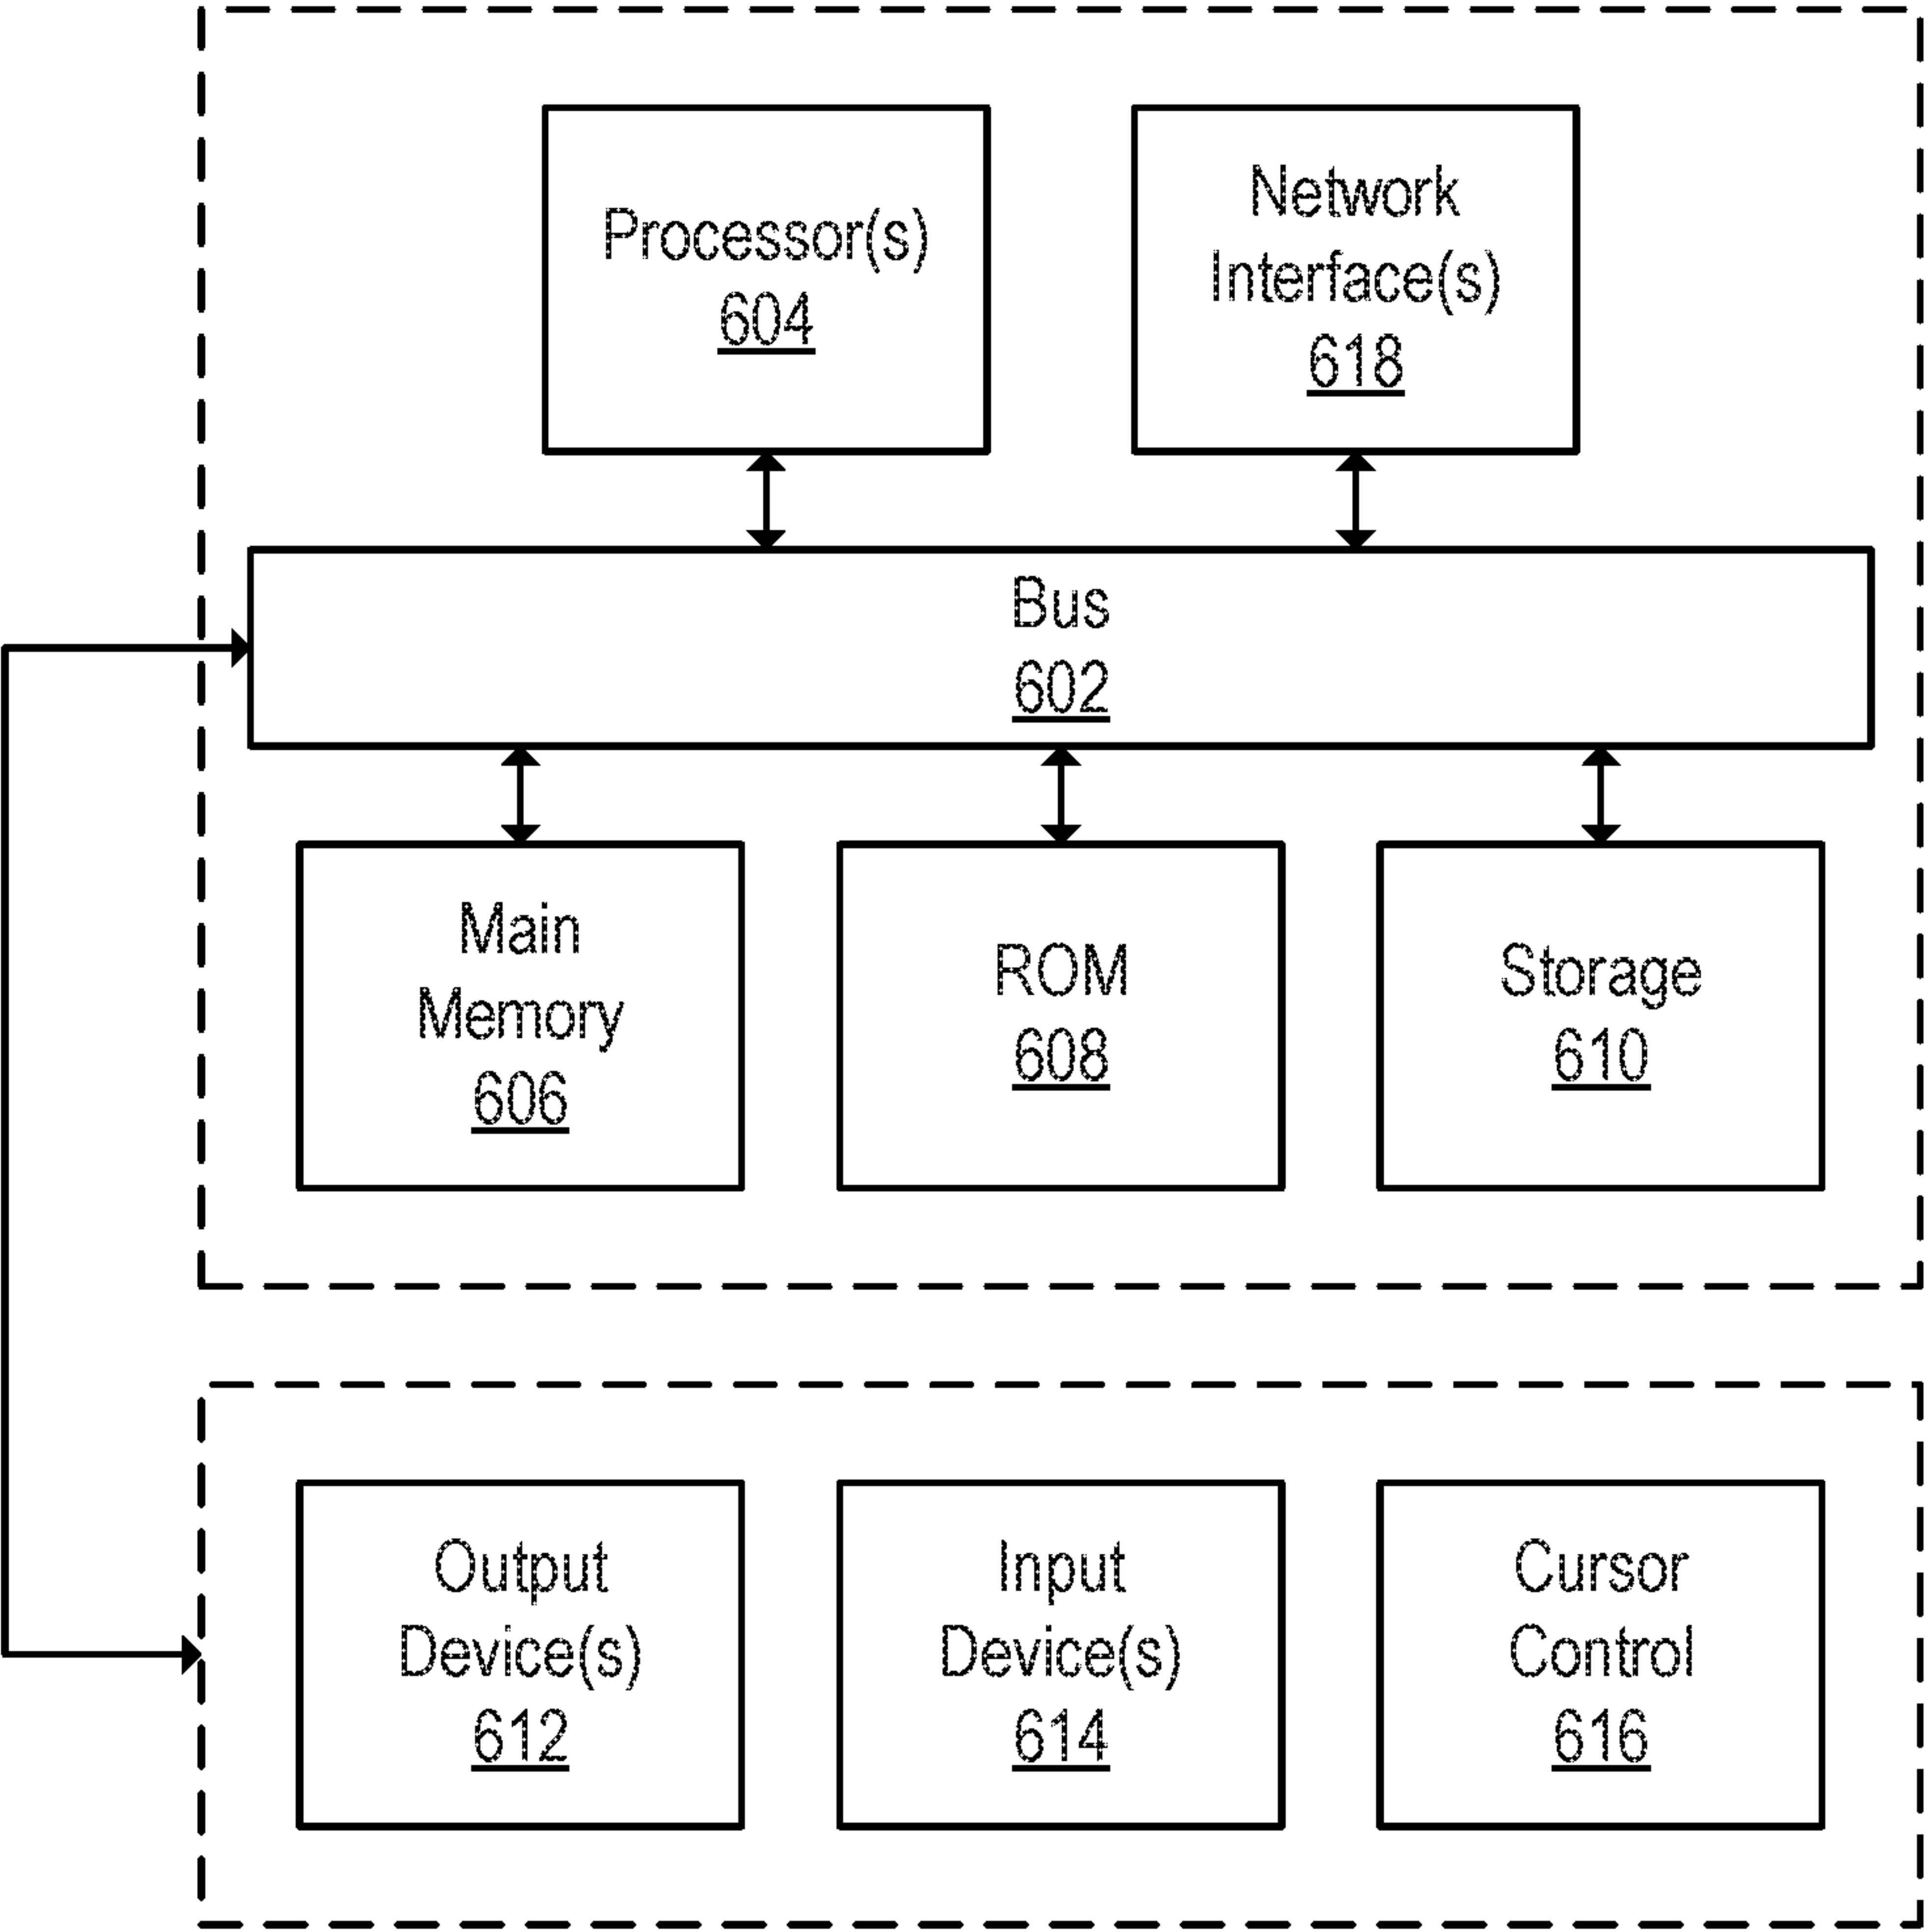 Processor(s)
604
Network
Interface(s)
618
Bus
602
Main
Memory
606
ROM
608
Storage
610
Output
Device(s)
612
Input
Device(s)
614
Cursor
Control
616